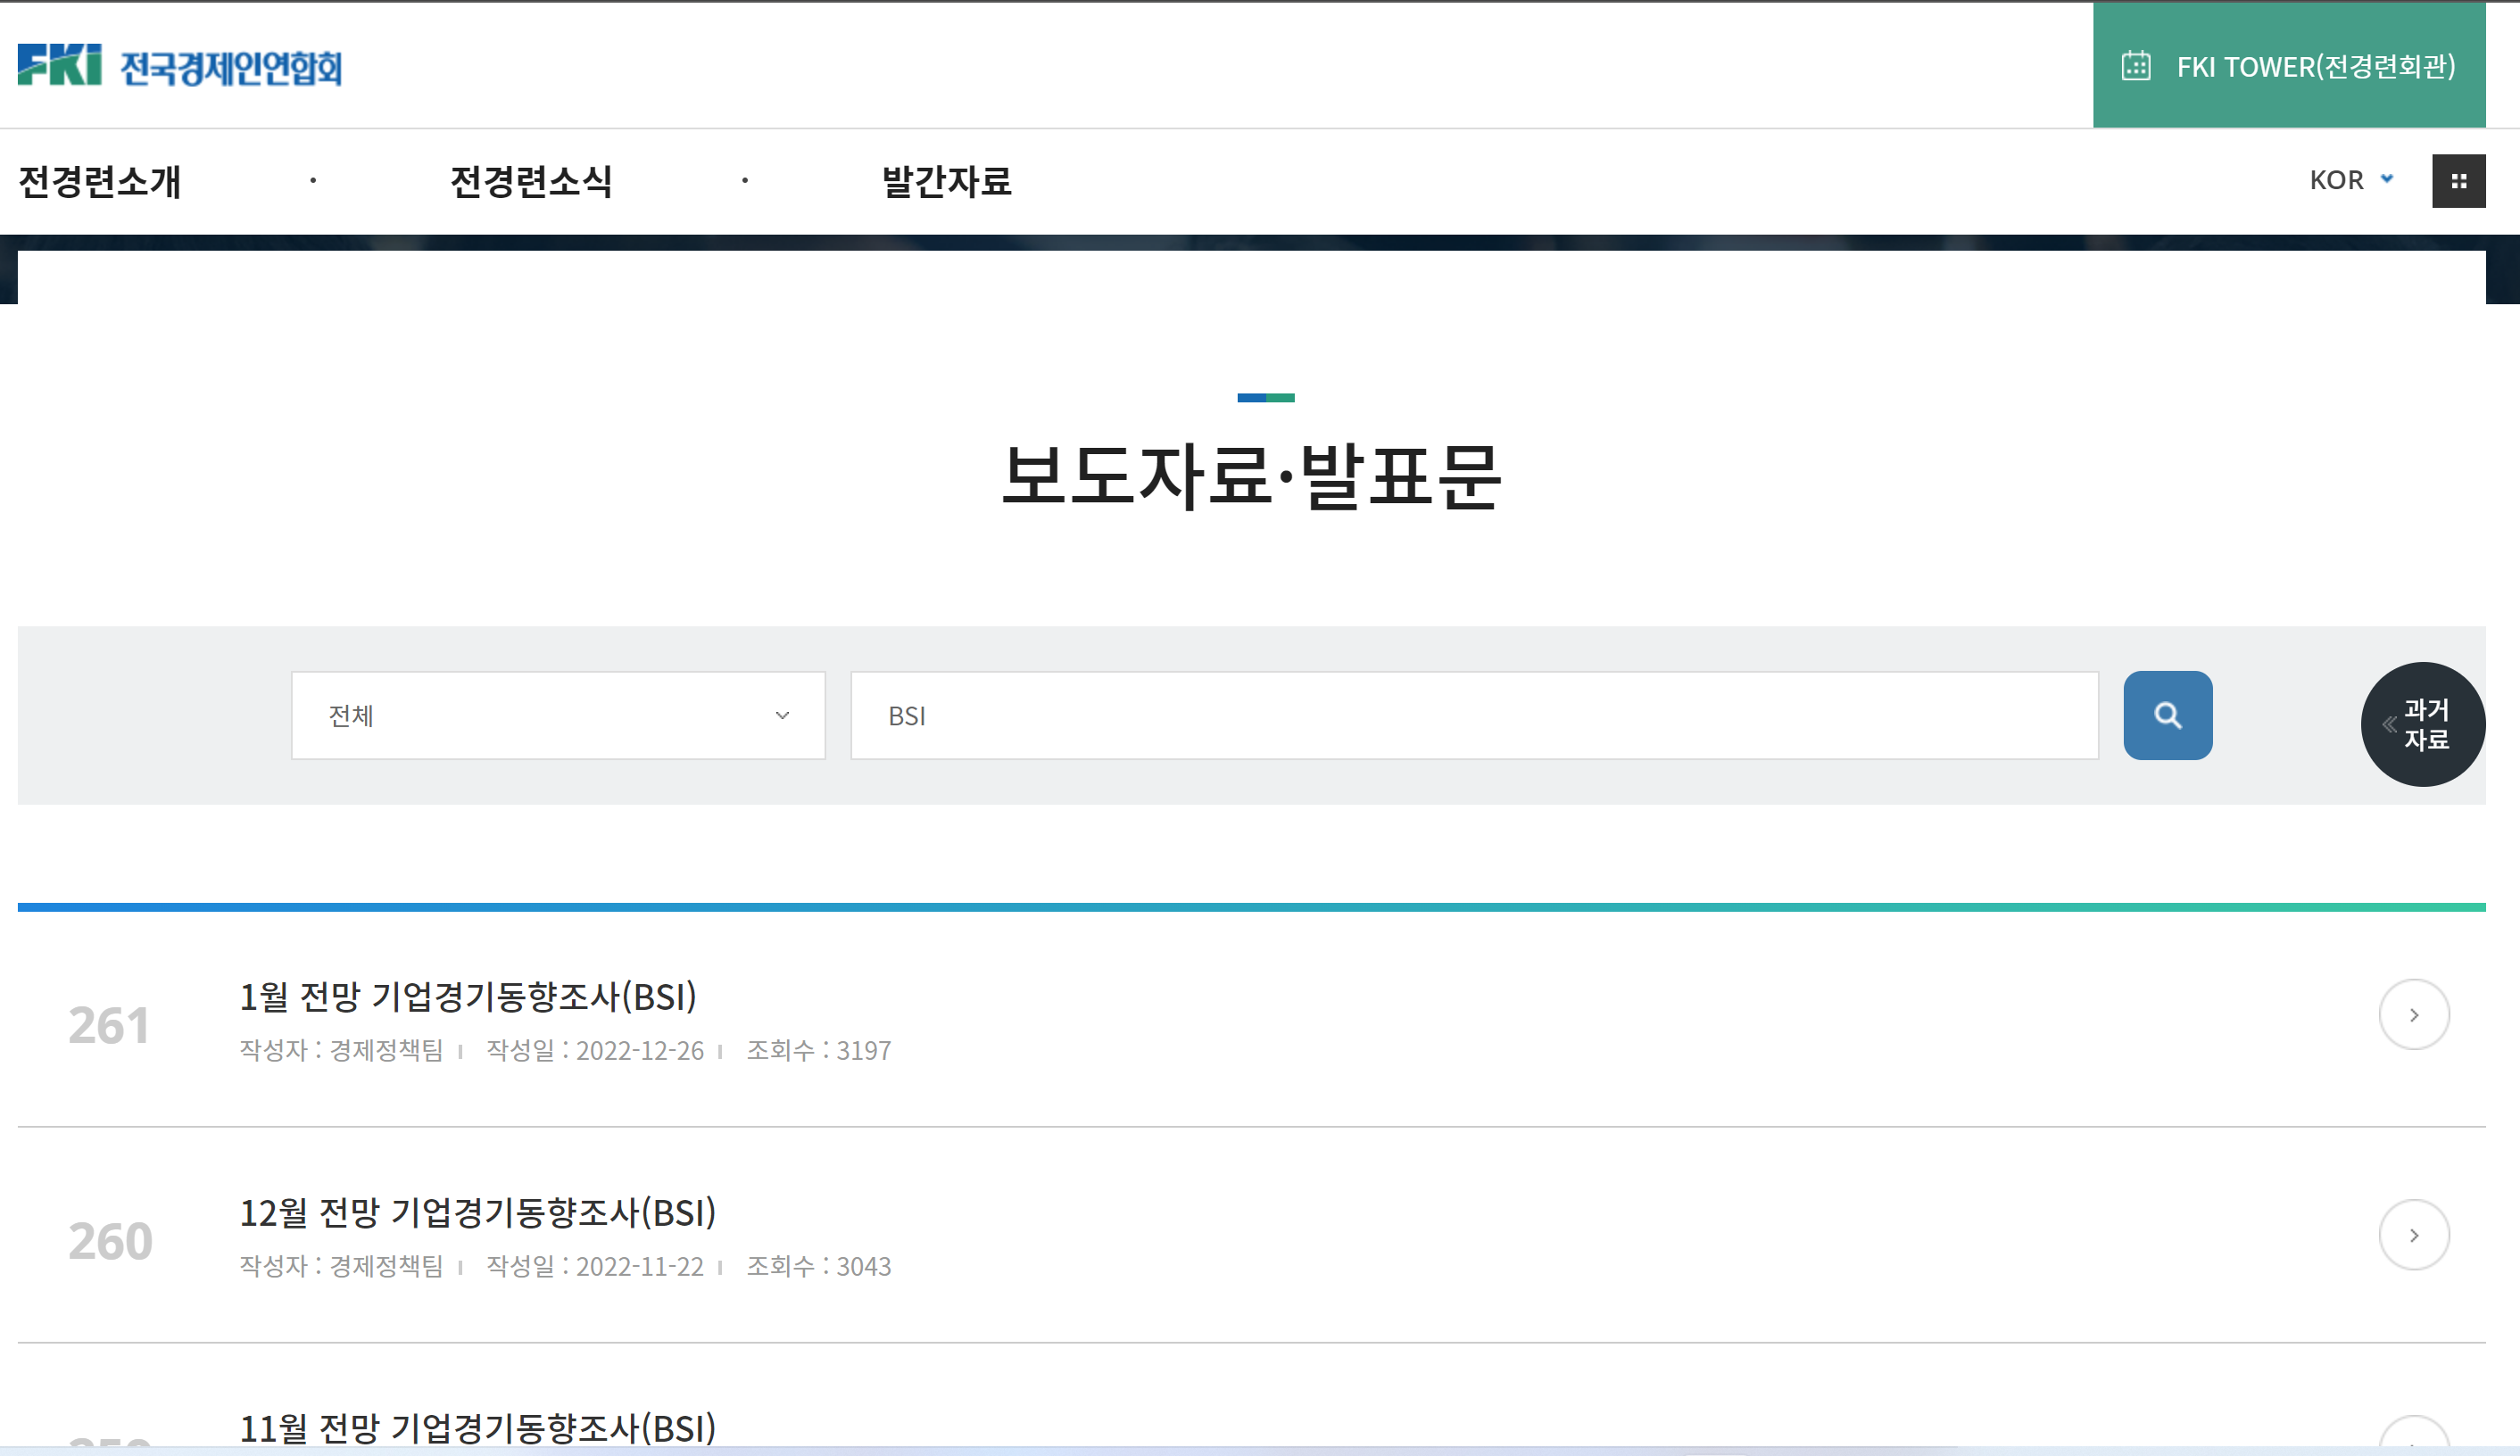 FKI 전국경제인연합회
FKI TOWER(전경련회관)
전경련소개 · 전경련소식 · 발간자료
KOR
보도자료·발표문
전체
BSI
과거
자료
261
1월 전망 기업경기동향조사(BSI)
작성자 : 경제정책팀 작성일 : 2022-12-26 조회수 : 3197
260
12월 전망 기업경기동향조사(BSI)
작성자 : 경제정책팀 작성일 : 2022-11-22 조회수 : 3043
11월 전망 기업경기동향조사(BSI)